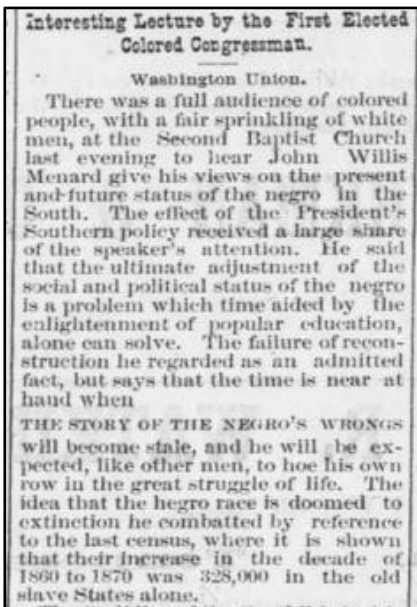 Interesting Lecture by the First Elected
Colored Congressman.
Washington Union.
There was a full audience of colored
people, with a fair sprinkling of white
men, at the Second Baptist Church
last evening to hear John Willis
Menard give his views on the present
and future status of the negro in the
South. The effect of the President's
Southern policy received a large share
of the speaker's attention. He said
that the ultimate adjustment of the
social and political status of the negro
is a problem which time aided by the
enlightenment of popular education,
alone can solve. The failure of recon-
struction he regarded as an admitted
fact, but says that the time is near at
hand when
THE STORY OF THE NEGRO'S WRONGS
will become stale, and he will be ex-
pected, like other men, to hoe his own
row in the great struggle of life. The
idea that the hegro race is doomed to
extinction he combatted by reference
to the last census, where it is shown
that their increase in the decade of
1860 to 1870 was 328,000 in the old
slave States alone.